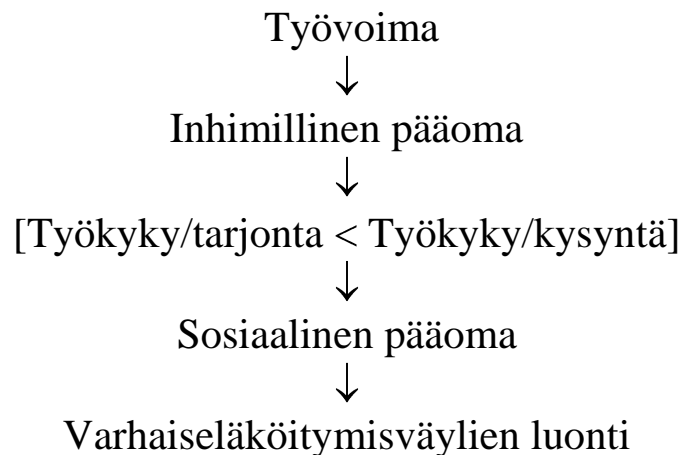 Työvoima
↓
Inhimillinen pääoma
↓
[Työkyky/tarjonta < Työkyky/kysyntä]
↓
Sosiaalinen pääoma
↓
Varhaiseläköitymisväylien luonti